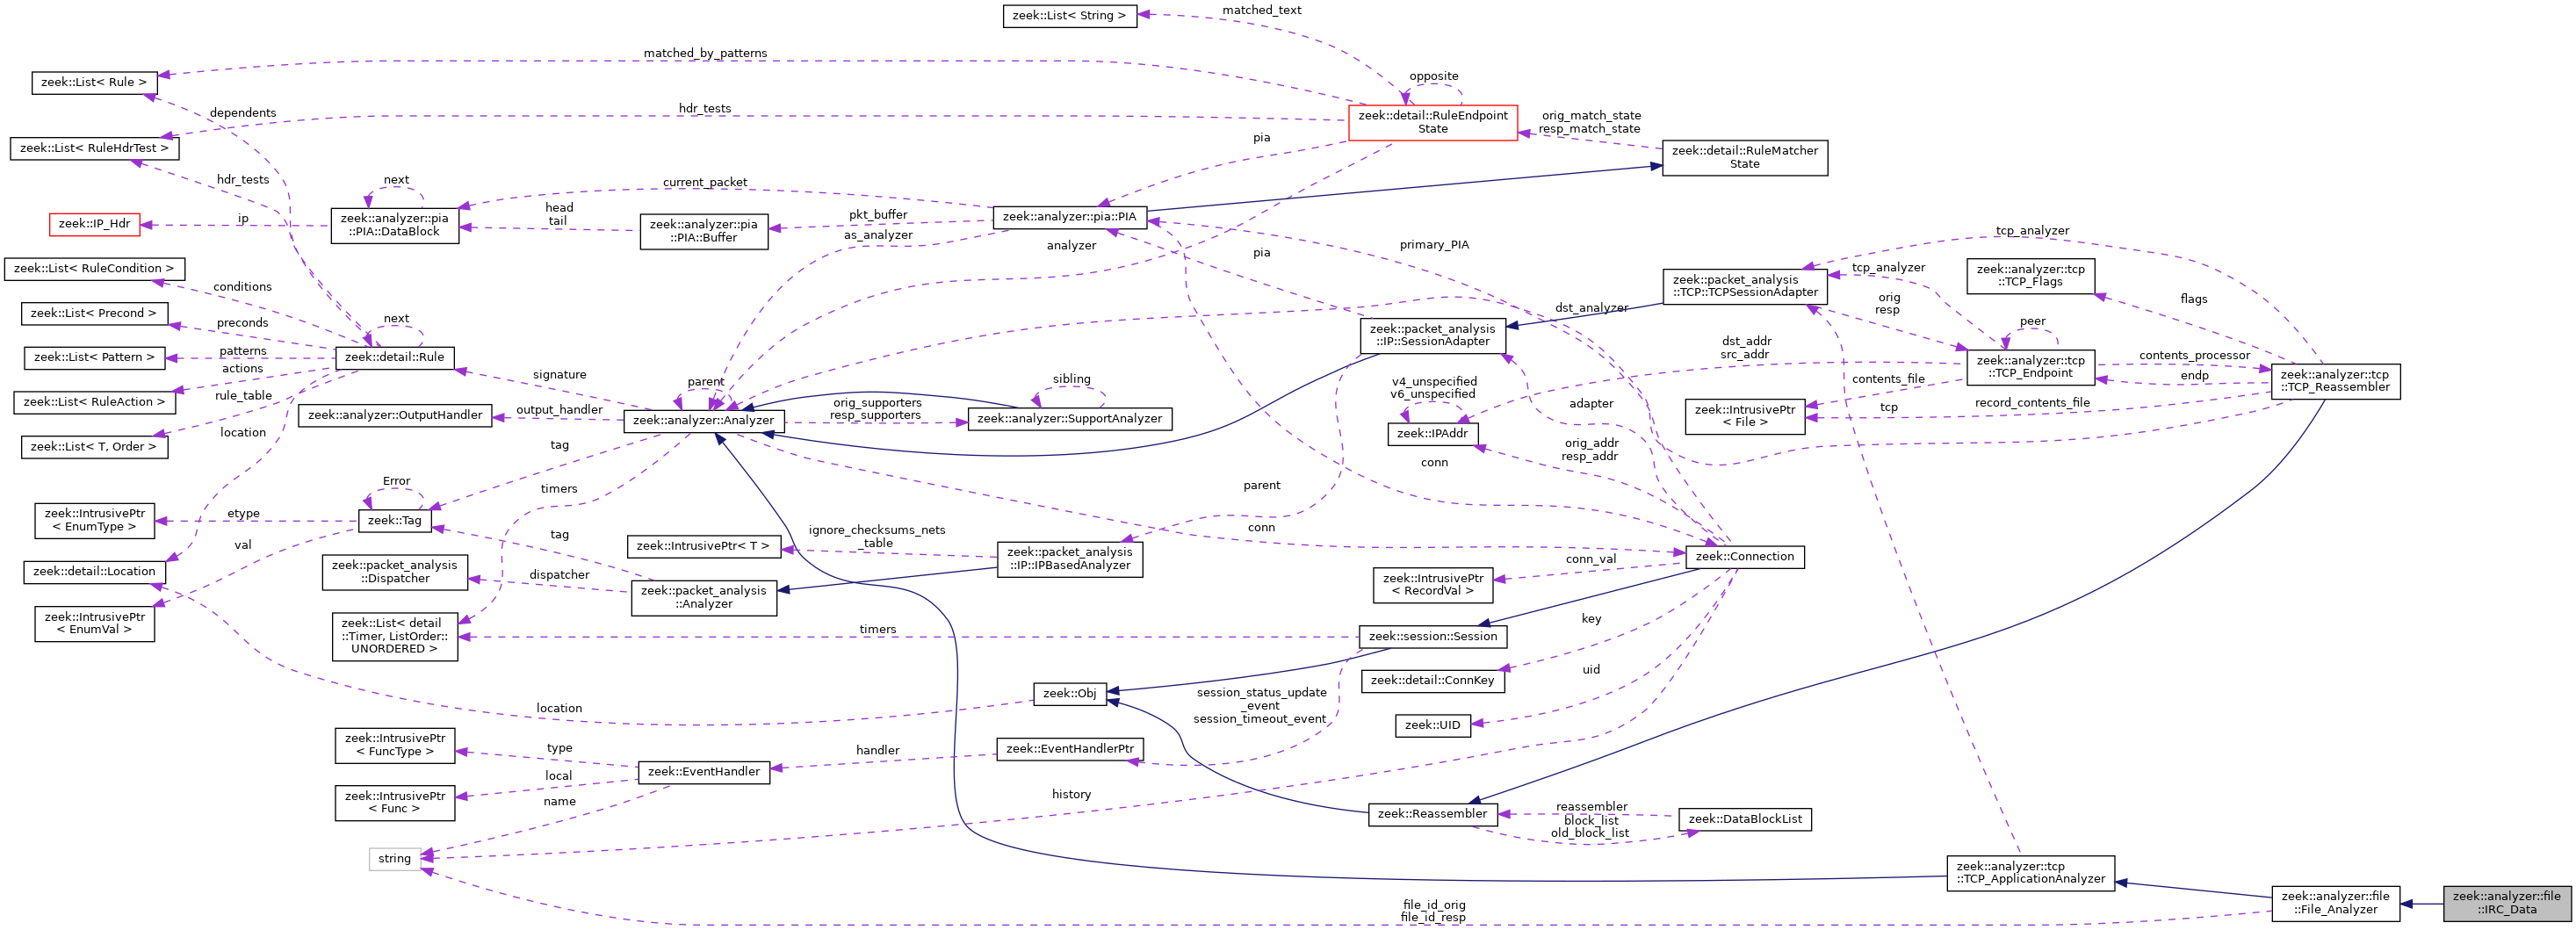 zeek::List< String >
matched_text
matched_by_patterns
zeek::List< Rule >
opposite
dependents
hdr_tests
zeek::detail::RuleEndpoint
State
orig_match_state
resp_match_state
zeek::List< RuleHdrTest >
pia
zeek::detail::RuleMatcher
State
hdr_tests
next
current_packet
ip
zeek::IP_Hdr
zeek::analyzer::pia
::PIA::DataBlock
head
tail
zeek::analyzer::pia
::PIA::Buffer
pkt_buffer
as_analyzer
zeek::analyzer::pia::PIA
analyzer
pia
primary_PIA
tcp_analyzer
zeek::List< RuleCondition >
conditions
zeek::packet_analysis
::TCP::TCPSessionAdapter
tcp_analyzer
zeek::analyzer::tcp
::TCP_Flags
flags
orig
resp
zeek::List< Precond >
preconds
next
dst_analyzer
zeek::packet_analysis
::IP::SessionAdapter
peer
zeek::List< Pattern >
patterns
zeek::detail::Rule
dst_addr
src_addr
zeek::analyzer::tcp
::TCP_Endpoint
contents_processor
endp
zeek::analyzer::tcp
::TCP_Reassembler
actions
signature
parent
sibling
v4_unspecified
v6_unspecified
contents_file
zeek::List< RuleAction >
rule_table
zeek::analyzer::OutputHandler
output_handler
zeek::analyzer::Analyzer
orig_supporters
resp_supporters
zeek::analyzer::SupportAnalyzer
adapter
zeek::IntrusivePtr
< File >
record_contents_file
tcp
zeek::IPAddr
location
zeek::List< T, Order >
tag
orig_addr
resp_addr
conn
Error
timers
parent
zeek::IntrusivePtr
< EnumType >
etype
zeek::Tag
val
tag
conn
ignore_checksums_nets
_table
zeek::IntrusivePtr< T >
zeek::packet_analysis
::IP::IPBasedAnalyzer
zeek::Connection
conn_val
zeek::detail::Location
zeek::packet_analysis
::Dispatcher
dispatcher
zeek::packet_analysis
::Analyzer
zeek::IntrusivePtr
< RecordVal >
zeek::IntrusivePtr
< EnumVal >
zeek::List< detail
::Timer, ListOrder::
UNORDERED >
timers
zeek::session::Session
key
uid
zeek::detail::ConnKey
location
zeek::Obj
session_status_update
_event
session_timeout_event
zeek::UID
zeek::IntrusivePtr
< FuncType >
type
handler
zeek::EventHandlerPtr
zeek::EventHandler
local
zeek::IntrusivePtr
< Func >
name
history
zeek::Reassembler
reassembler
block_list
old_block_list
zeek::DataBlockList
string
zeek::analyzer::tcp
::TCP_ApplicationAnalyzer
file_id_orig
file_id_resp
zeek::analyzer::file
::File_Analyzer
zeek::analyzer::file
::IRC_Data